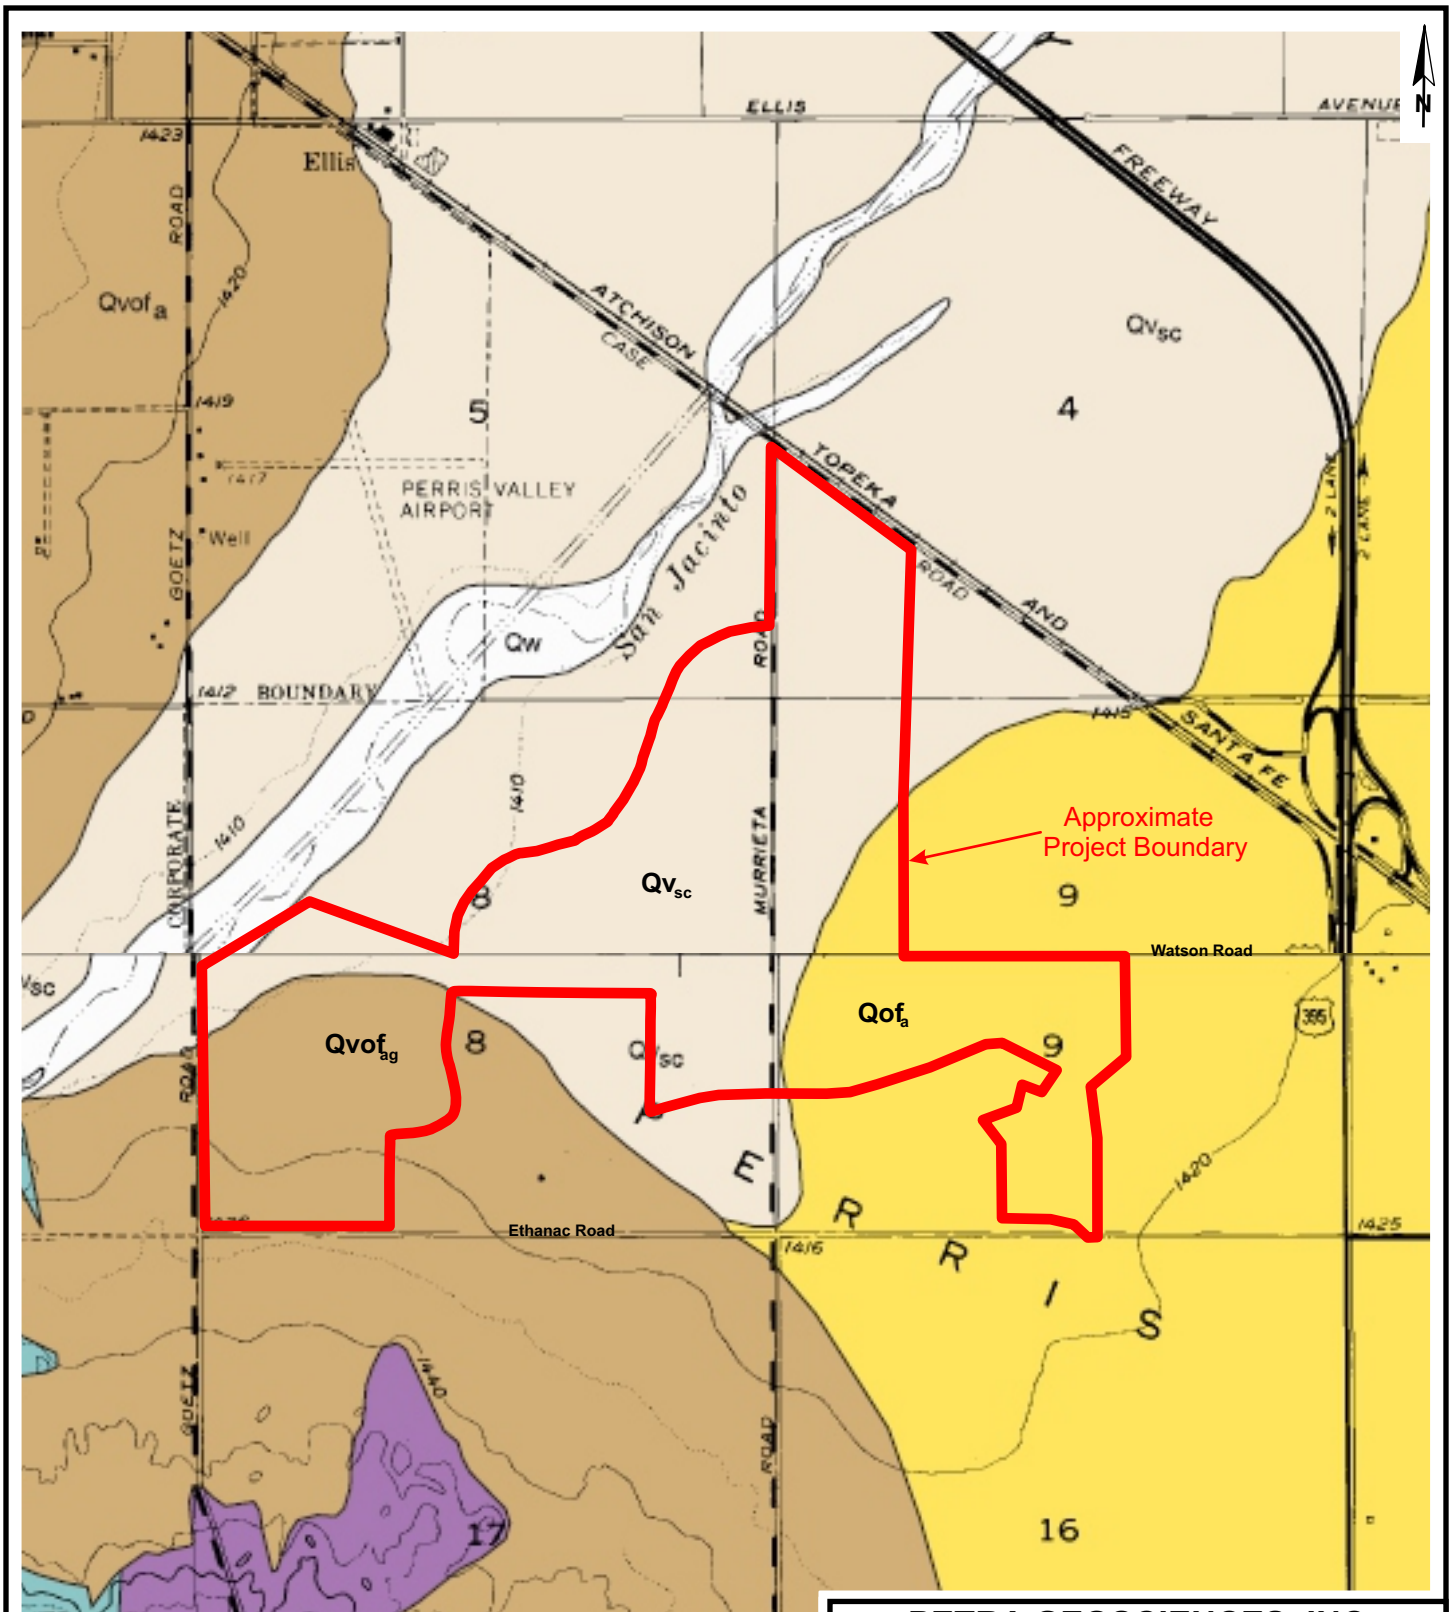 N
ELLIS
AVENUE
1423
Ellis
FREEWAY
ROAD
1420
Qvof a
ATCHISON
CASE
Qvsc
1419
5
4
1417
PERRIS VALLEY
AIRPORT
TOPEKA
2 LANE
2 LANE
Well
GOETZ
San Jacinto
ROAD
AND
Qw
ROAD
1412
BOUNDARY
1415
SANTA FE
1410
1410
CORPORATE
MURRIETA
Approximate
Project Boundary
8
Qvsc
9
Watson Road
Qvofag
8
Qvsc
Qofa
9
395
ROAD
E
R
R
I
S
1420
Ethanac Road
1416
1425
GOETZ
1440
ROAD
17
16